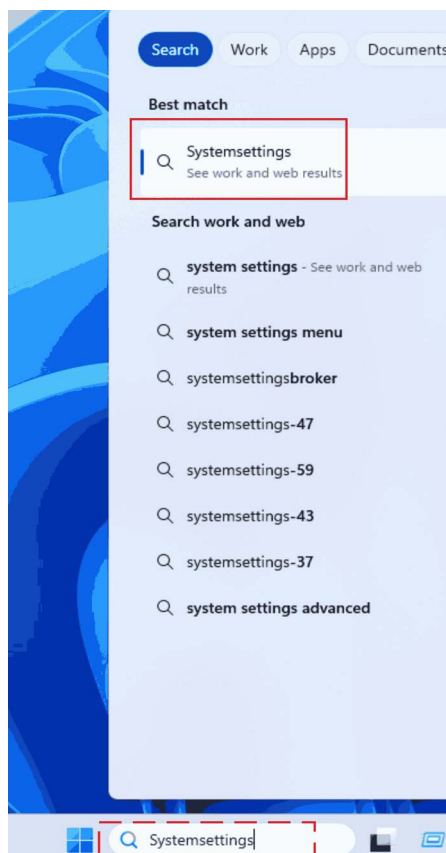 Search Work Apps Documents
Best match
Systemsettings
See work and web results
Search work and web
system settings - See work and web
results
system settings menu
systemsettingsbroker
systemsettings-47
systemsettings-59
systemsettings-43
systemsettings-37
system settings advanced
Systemsettings